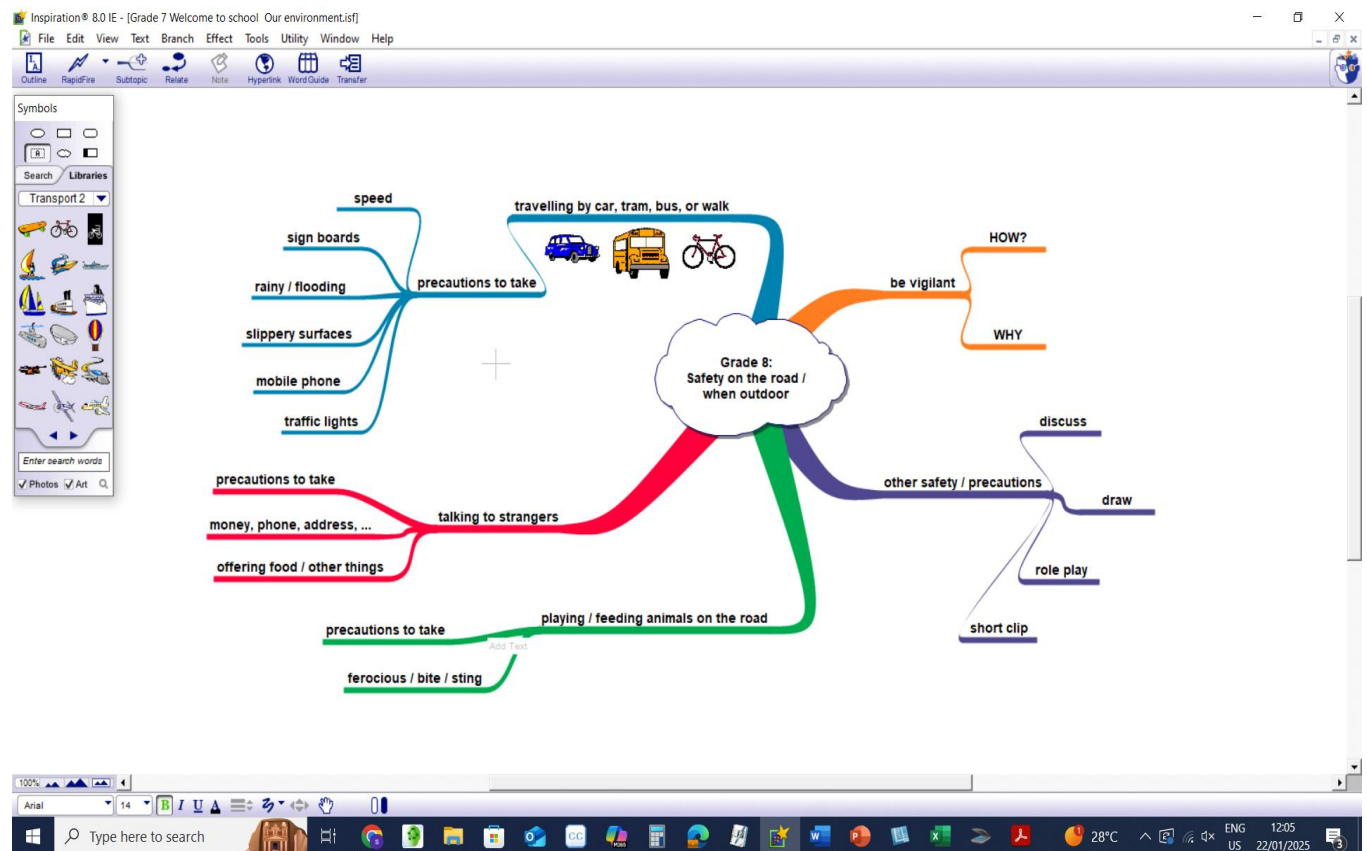 Inspiration® 8.0 IE - [Grade 7 Welcome to school Our environment.isf]
File Edit View Text Branch Effect Tools Utility Window Help
Outline RapidFire Subtopic Relate Note Hyperlink Word Guide Transfer
Symbols
Search Libraries
Transport 2
Enter search words
Photos Art
speed
sign boards
rainy / flooding
slippery surfaces
mobile phone
traffic lights
precautions to take
travelling by car, tram, bus, or walk
HOW?
be vigilant
WHY
Grade 8:
Safety on the road /
when outdoor
discuss
other safety / precautions
draw
role play
short clip
precautions to take
money, phone, address, ...
offering food / other things
talking to strangers
playing / feeding animals on the road
precautions to take
Add Text
ferocious / bite / sting
100%
Arial 14 B I U A
Type here to search
28°C
ENG
US
12:05
22/01/2025
3